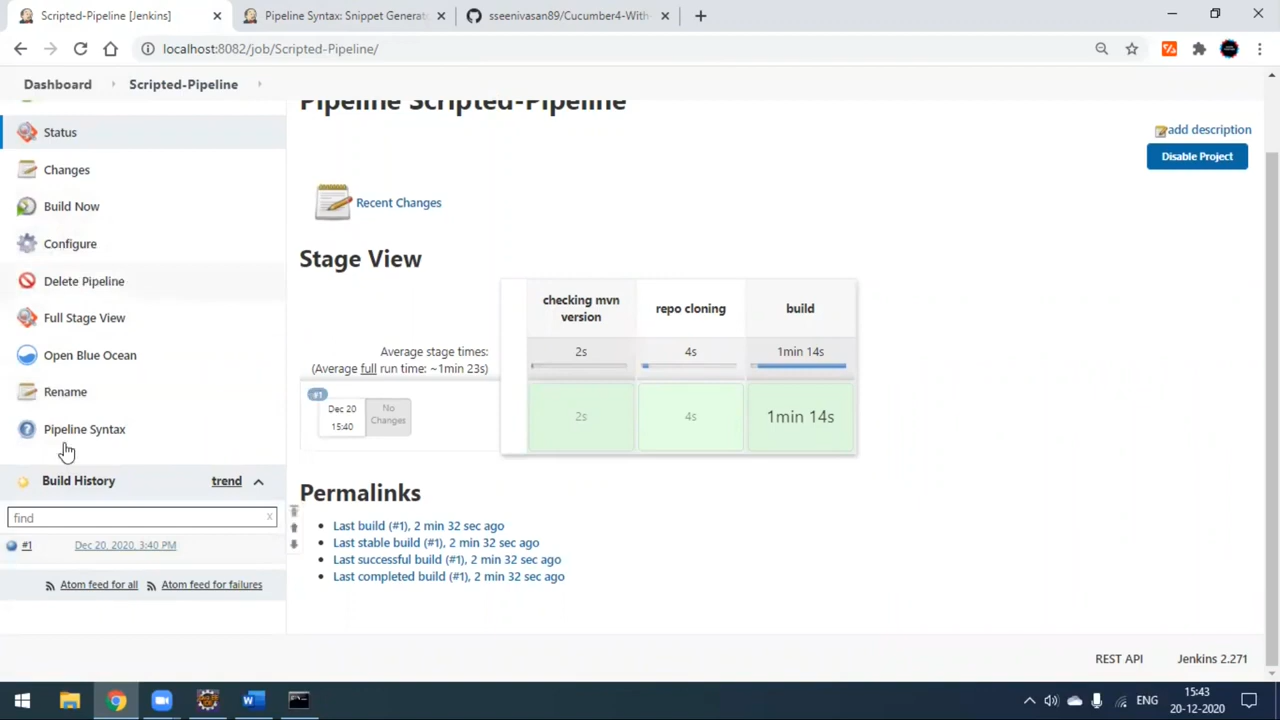 Scripted-Pipeline [Jenkins]
Pipeline Syntax: Snippet Generato
sseenivasan89/Cucumber4-With-
localhost:8082/job/Scripted-Pipeline/
Dashboard
Scripted-Pipeline
Pipeline Scripted-Pipeline
Status
Changes
Build Now
Configure
Delete Pipeline
Full Stage View
Open Blue Ocean
Rename
Pipeline Syntax
Build History
trend
find
x
#1
Dec 20, 2020, 3:40 PM
Atom feed for all
Atom feed for failures
add description
Disable Project
Recent Changes
Stage View
checking mvn
version
repo cloning
build
Average stage times:
(Average full run time: ~1min 23s)
2s
4s
1min 14s
#1
Dec 20
15:40
No
Changes
2s
4s
1min 14s
Permalinks
Last build (#1), 2 min 32 sec ago
Last stable build (#1), 2 min 32 sec ago
Last successful build (#1), 2 min 32 sec ago
Last completed build (#1), 2 min 32 sec ago
REST API
Jenkins 2.271
ENG
15:43
20-12-2020